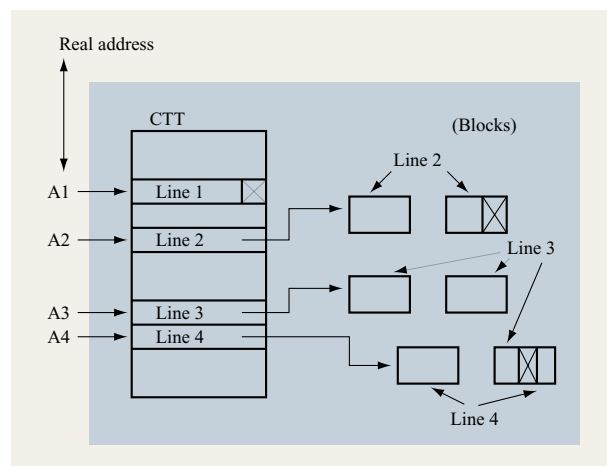 Real address
CTT
(Blocks)
Line 2
A1
Line 1
A2
Line 2
Line 3
A3
Line 3
A4
Line 4
Line 4